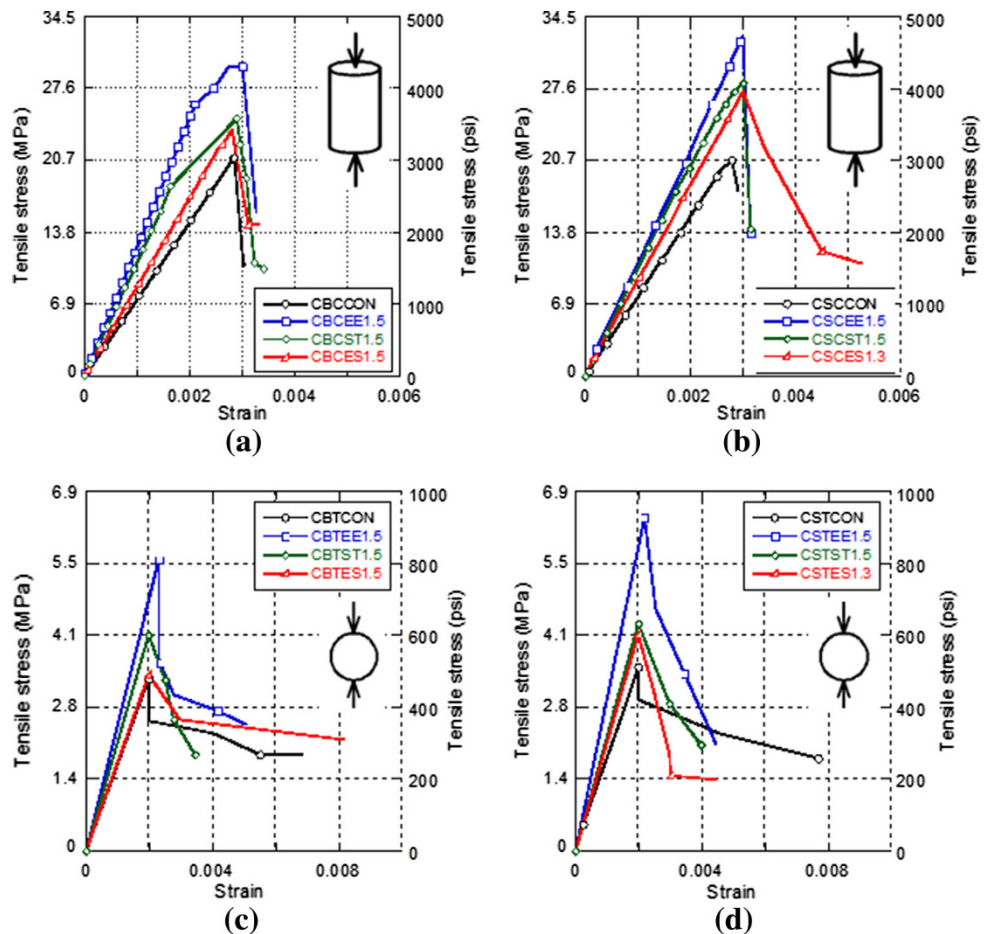 34.5
27.6
20.7
13.8
6.9
0
Tensile stress (MPa)
5000
4000
3000
2000
1000
0
Tensile stress (psi)
CBCCON
CBCEE1.5
CBCST1.5
CBCES1.5
0
0.002
0.004
0.006
Strain
(a)
34.5
27.6
20.7
13.8
6.9
0
Tensile stress (MPa)
5000
4000
3000
2000
1000
0
Tensile stress (psi)
CSCCON
CSCEE1.5
CSCST1.5
CSCES1.3
0
0.002
0.004
0.006
Strain
(b)
6.9
5.5
4.1
2.8
1.4
0
Tensile stress (MPa)
1000
800
600
400
200
0
Tensile stress (psi)
CBTCON
CBTEE1.5
CBTST1.5
CBTES1.5
0
0.004
0.008
Strain
(c)
6.9
5.5
4.1
2.8
1.4
0
Tensile stress (MPa)
1000
800
600
400
200
0
Tensile stress (psi)
CSTCON
CSTEE1.5
CSTST1.5
CSTES1.3
0
0.004
0.008
Strain
(d)